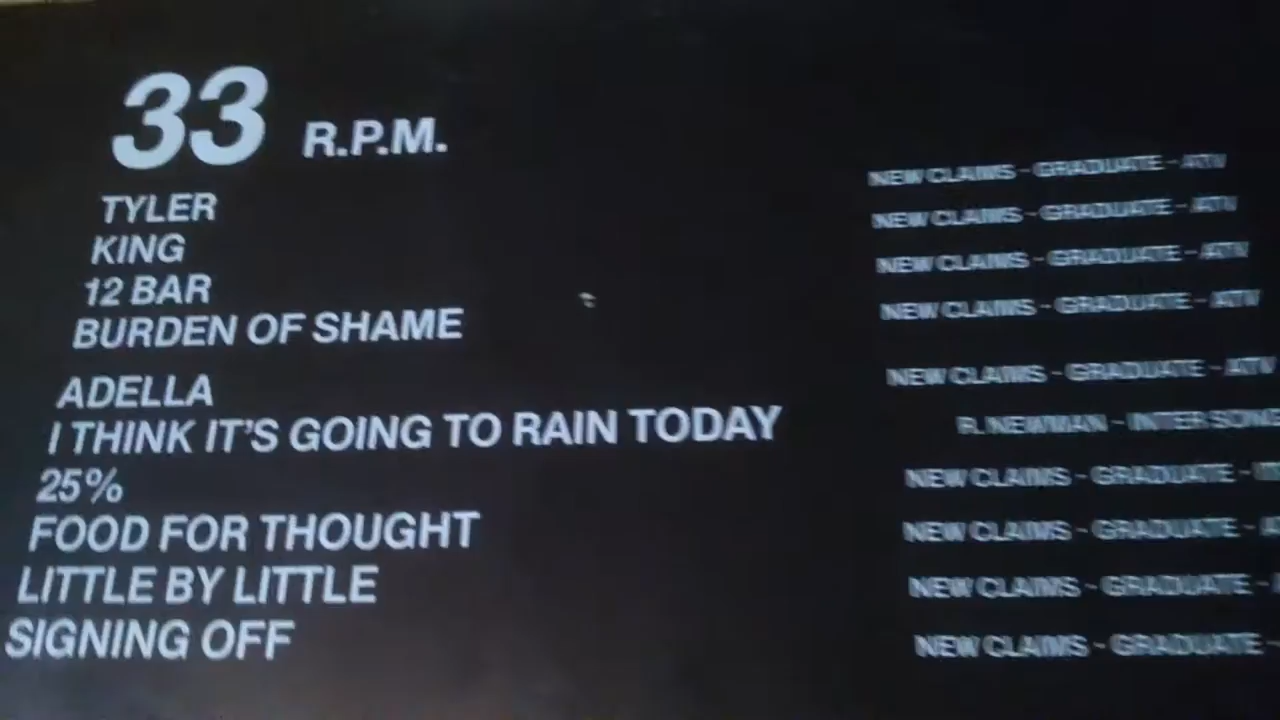 33 R.P.M.
TYLER NEW CLAIMS - GRADUATE - ATV
KING NEW CLAIMS - GRADUATE - ATV
12 BAR NEW CLAIMS - GRADUATE - ATV
BURDEN OF SHAME NEW CLAIMS - GRADUATE - ATV
ADELLA NEW CLAIMS - GRADUATE - ATV
I THINK IT'S GOING TO RAIN TODAY R. NEWMAN - INTER SONG
25% NEW CLAIMS - GRADUATE -
FOOD FOR THOUGHT NEW CLAIMS - GRADUATE -
LITTLE BY LITTLE NEW CLAIMS - GRADUATE -
SIGNING OFF NEW CLAIMS - GRADUATE -